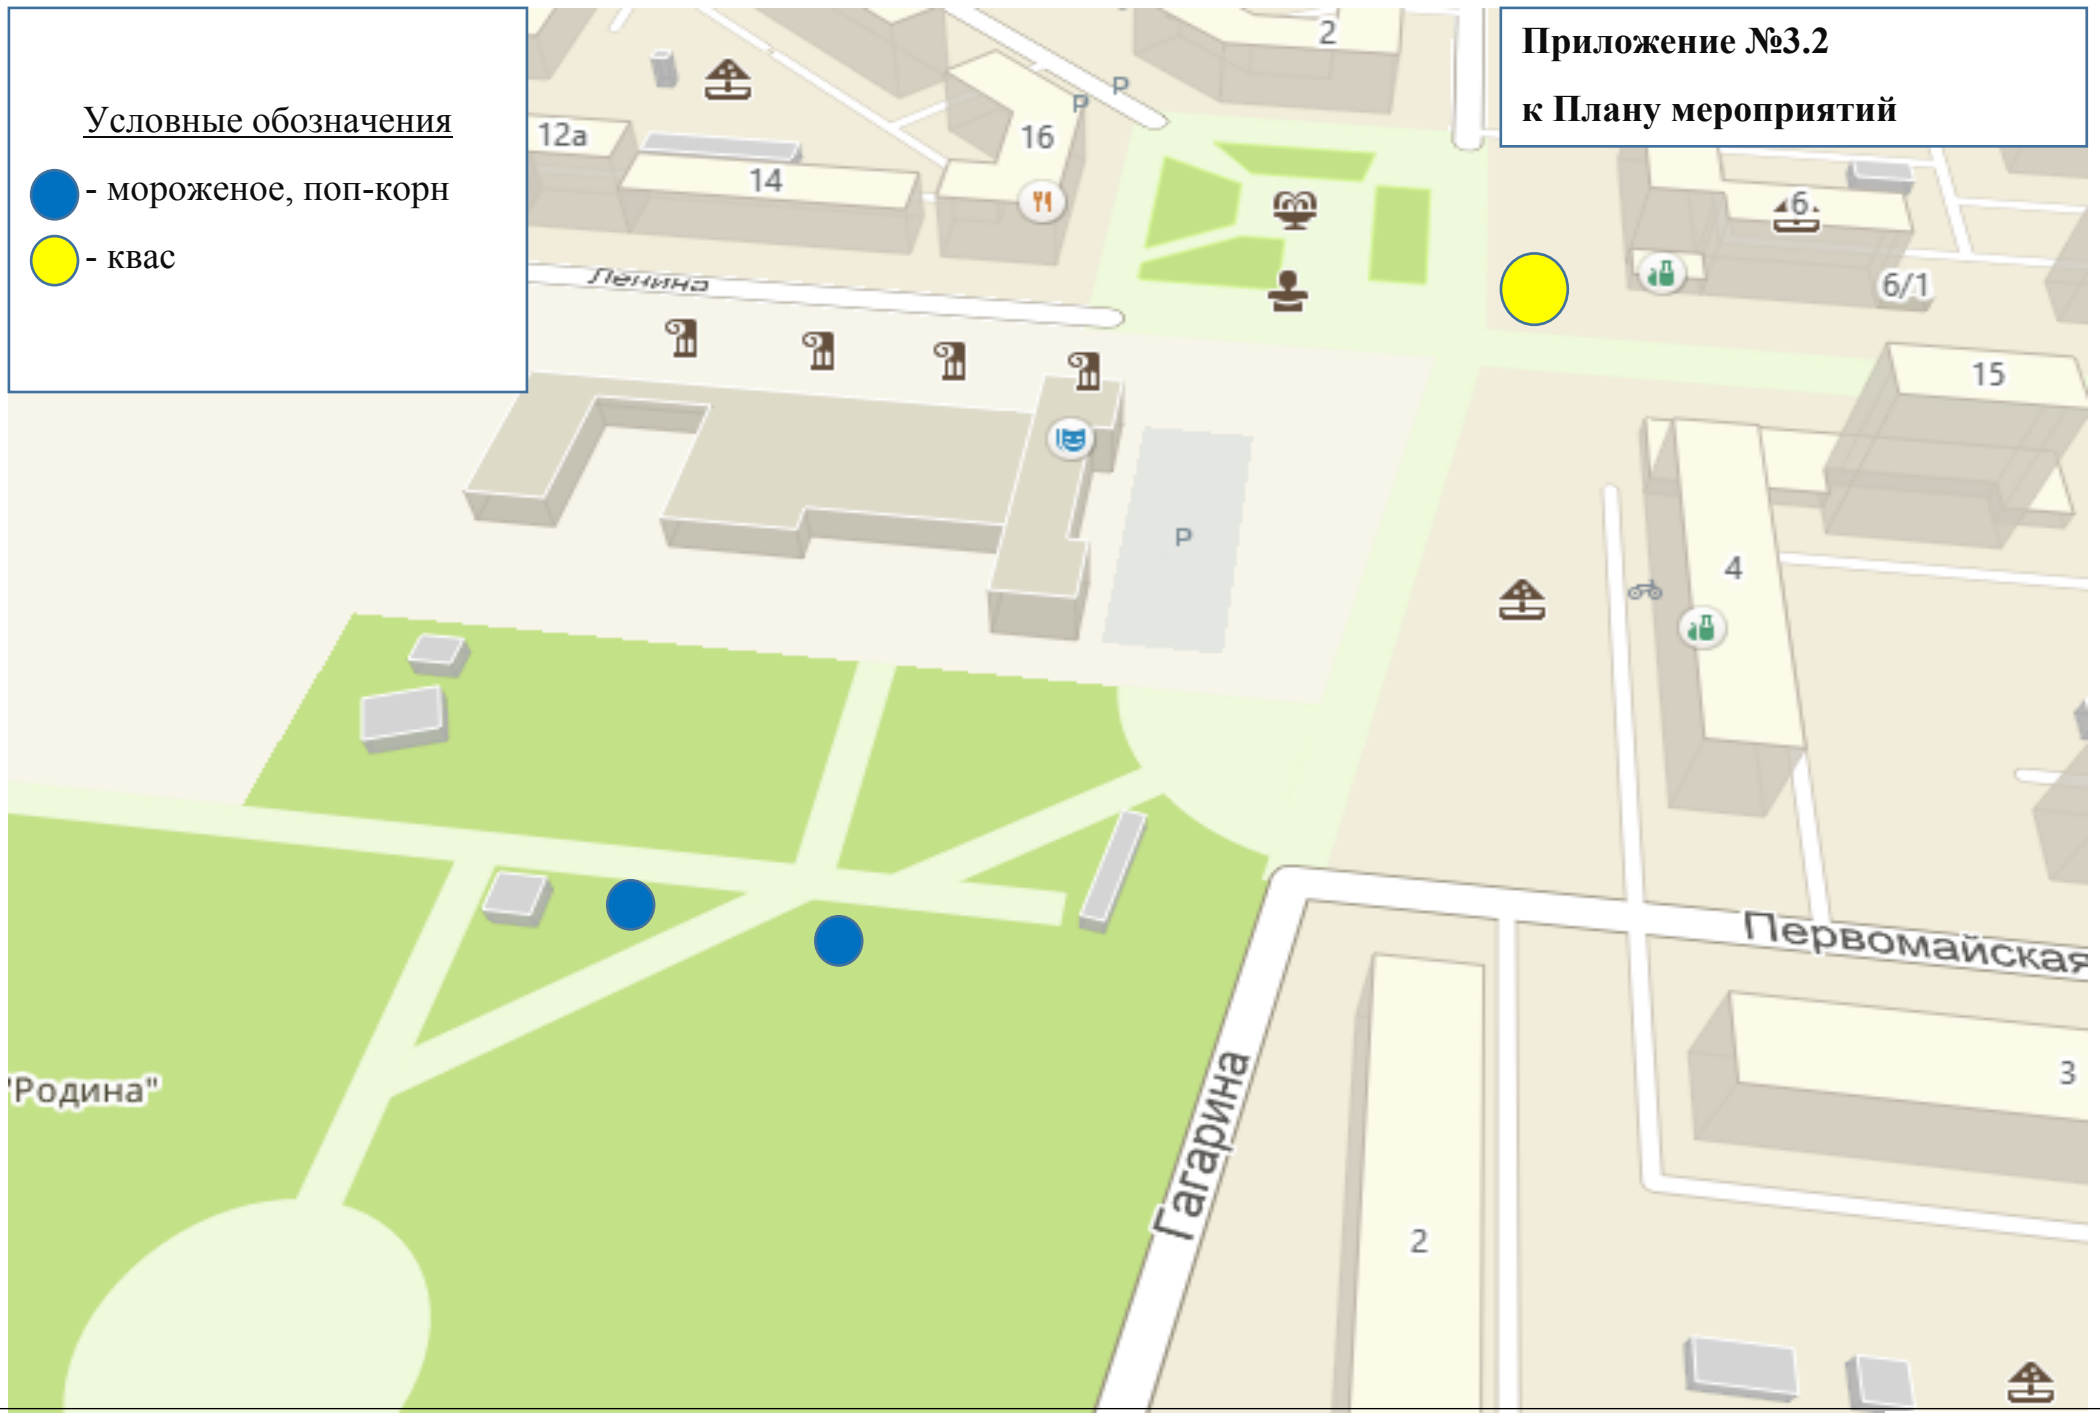 Условные обозначения
- мороженое, поп-корн
- квас
Приложение №3.2
к Плану мероприятий
2
P
P
12а
16
14
6
6/1
Ленина
15
P
4
Первомайская
"Родина"
Гагарина
3
2